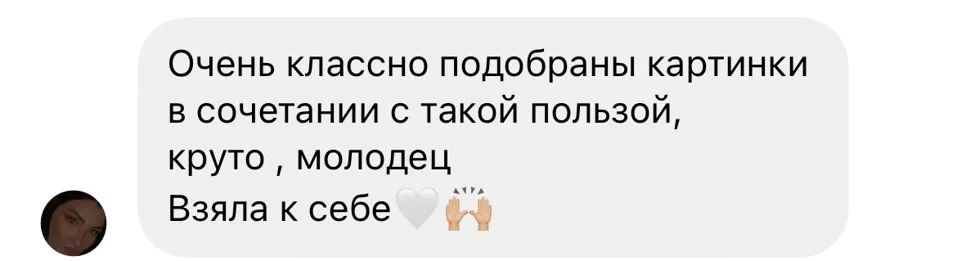 Очень классно подобраны картинки
в сочетании с такой пользой,
круто , молодец
Взяла к себе🤍🙌🏼